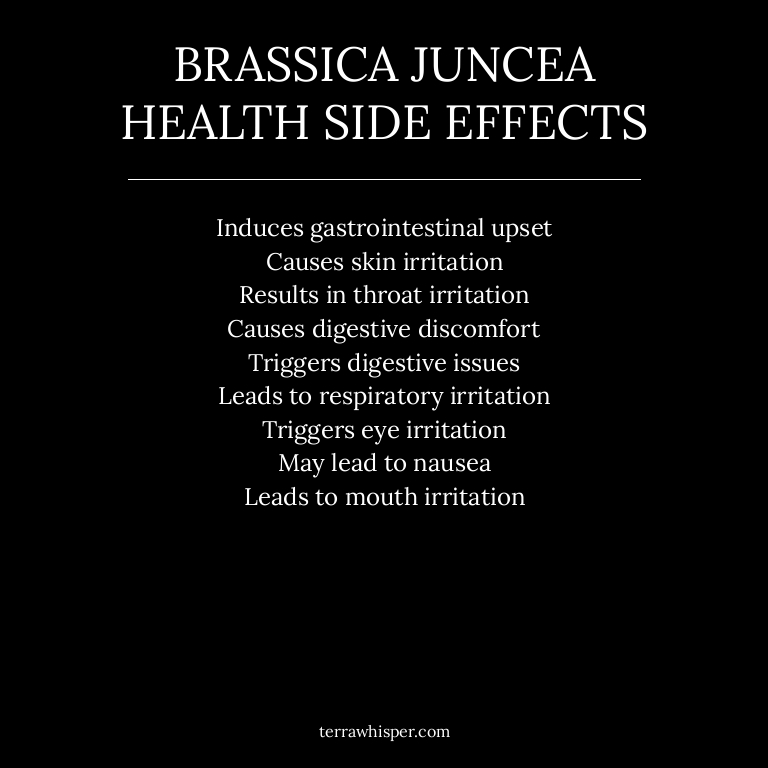 BRASSICA JUNCEA
HEALTH SIDE EFFECTS
Induces gastrointestinal upset
Causes skin irritation
Results in throat irritation
Causes digestive discomfort
Triggers digestive issues
Leads to respiratory irritation
Triggers eye irritation
May lead to nausea
Leads to mouth irritation
terrawhisper.com